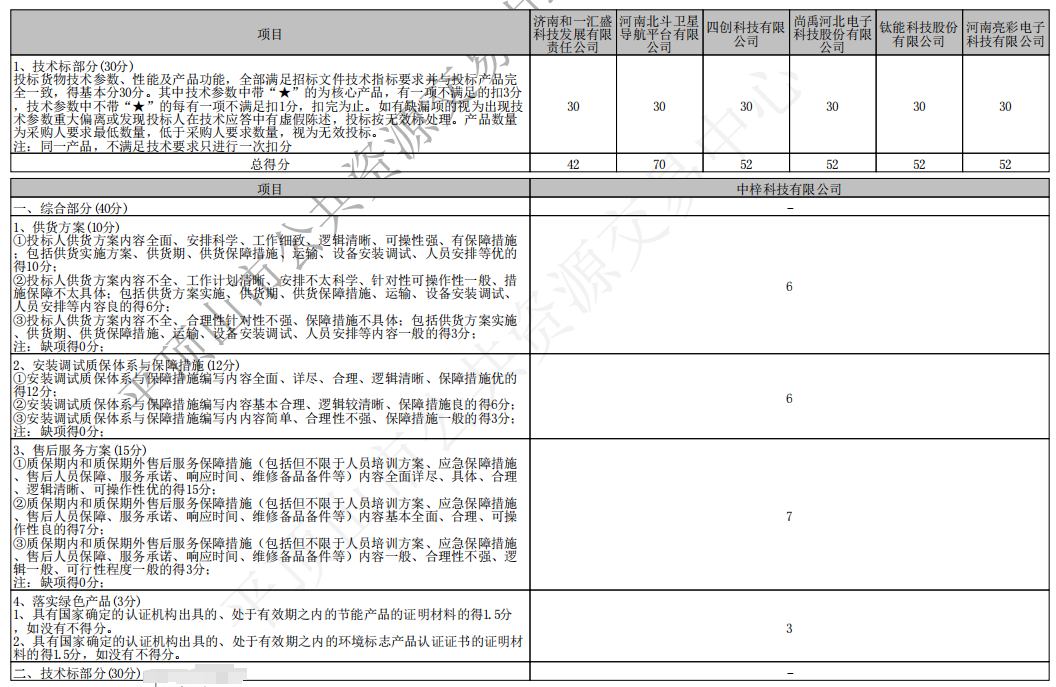 项目
济南和一汇盛
科技发展有限
责任公司
河南北斗卫星
导航平台有限
公司
四创科技有限
公司
尚禹河北电子
科技股份有限
公司
钛能科技股份
有限公司
河南亮彩电子
科技有限公司
1、技术标部分(30分)
投标货物技术参数、性能及产品功能，全部满足招标文件技术指标要求并与投标产品完
全一致，得基本分30分。其中技术参数中带“★”的为核心产品，有一项不满足的扣3分
，技术参数中不带“★”的每有一项不满足扣1分，扣完为止。如有缺漏项的视为出现技
术参数重大偏离或发现投标人在技术应答中有虚假陈述，投标按无效标处理。产品数量
为采购人要求最低数量，低于采购人要求数量，视为无效投标。
注：同一产品，不满足技术要求只进行一次扣分
30 30 30 30 30 30
总得分 42 70 52 52 52 52
项目 中梓科技有限公司
一、综合部分(40分) –
1、供货方案(10分)
①投标人供货方案内容全面、安排科学、工作细致、逻辑清晰、可操性强、有保障措施
；包括供货实施方案、供货期、供货保障措施、运输、设备安装调试、人员安排等优的
得10分；
②投标人供货方案内容不全、工作计划清晰、安排不太科学、针对性可操作性一般、措
施保障不太具体；包括供货方案实施、供货期、供货保障措施、运输、设备安装调试、
人员安排等内容良的得6分；
③投标人供货方案内容不全、合理性针对性不强、保障措施不具体；包括供货方案实施
、供货期、供货保障措施、运输、设备安装调试、人员安排等内容一般的得3分；
注：缺项得0分；
6
2、安装调试质保体系与保障措施(12分)
①安装调试质保体系与保障措施编写内容全面、详尽、合理、逻辑清晰、保障措施优的
得12分；
②安装调试质保体系与保障措施编写内容基本合理、逻辑较清晰、保障措施良的得6分；
③安装调试质保体系与保障措施编写内内容简单、合理性不强、保障措施一般的得3分；
注：缺项得0分；
6
3、售后服务方案(15分)
①质保期内和质保期外售后服务保障措施（包括但不限于人员培训方案、应急保障措施
、售后人员保障、服务承诺、响应时间、维修备品备件等）内容全面详尽、具体、合理
、逻辑清晰、可操作性优的得15分；
②质保期内和质保期外售后服务保障措施（包括但不限于人员培训方案、应急保障措施
、售后人员保障、服务承诺、响应时间、维修备品备件等）内容基本全面、合理、可操
作性良的得7分；
③质保期内和质保期外售后服务保障措施（包括但不限于人员培训方案、应急保障措施
、售后人员保障、服务承诺、响应时间、维修备品备件等）内容一般、合理性不强、逻
辑一般、可行性程度一般的得3分；
注：缺项得0分；
7
4、落实绿色产品(3分)
1、具有国家确定的认证机构出具的、处于有效期之内的节能产品的证明材料的得1.5分
，如没有不得分。
2、具有国家确定的认证机构出具的、处于有效期之内的环境标志产品认证证书的证明材
料的得1.5分，如没有不得分。
3
二、技术标部分(30分) –
平顶山市公共资源交易中心
平顶山市公共资源交易中心